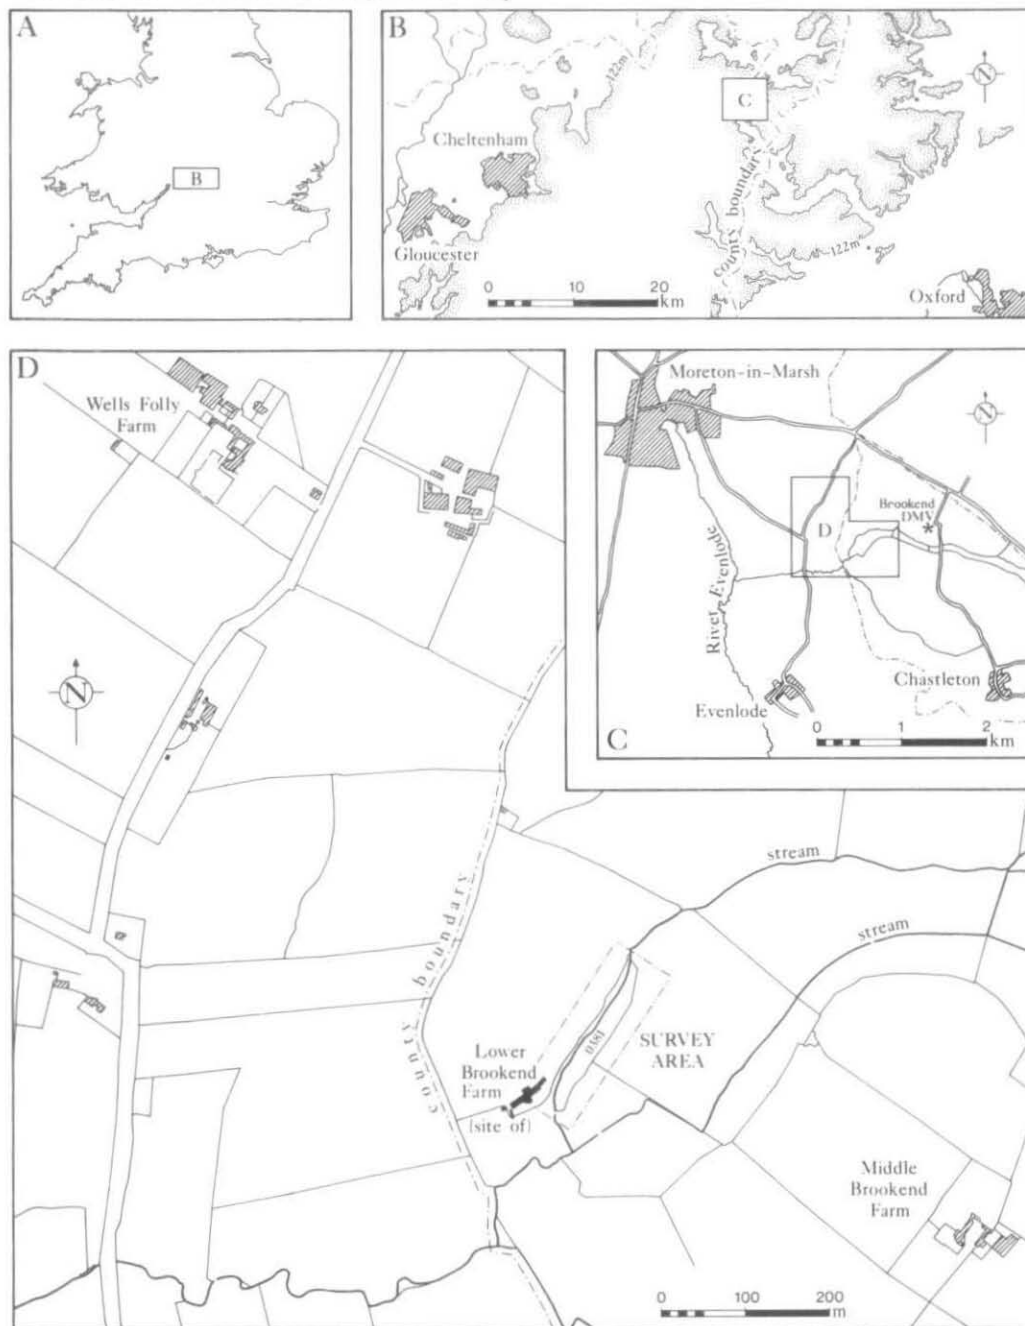 A
B
B
122m
C
Cheltenham
Gloucester
county boundary
122m
Oxford
N
0 10 20
km
D
Wells Folly
Farm
N
county boundary
stream
stream
SURVEY
AREA
Lower
Brookend
Farm
(site of)
Middle
Brookend
Farm
0 100 200
m
Moreton-in-Marsh
N
Brookend
DMV
D
River Evenlode
Chastleton
Evenlode
0 1 2
km
C